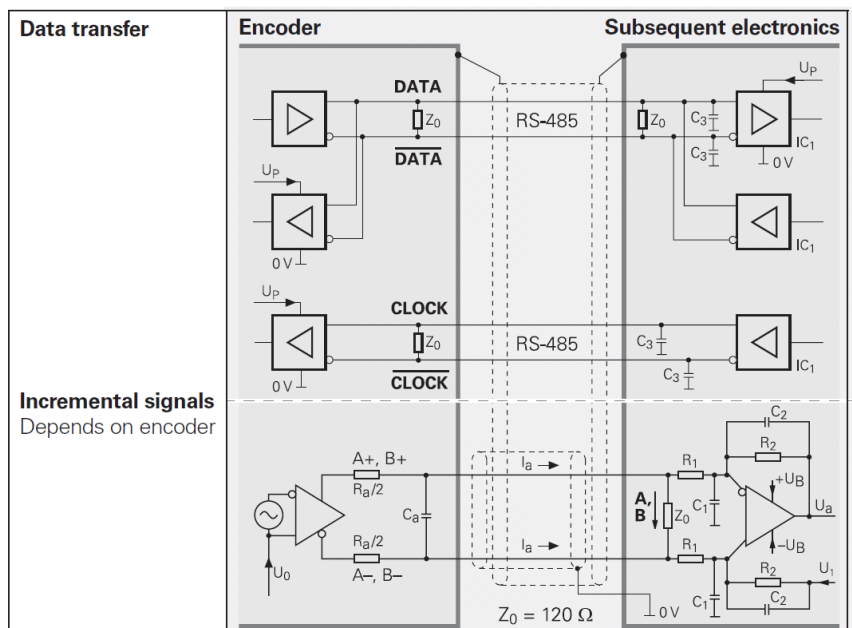 Data transfer
Encoder
Subsequent electronics
UP
DATA
Z0
RS-485
Z0
C3
IC1
DATA
C3
0 V
UP
IC1
0 V
UP
CLOCK
Z0
RS-485
C3
C3
IC1
CLOCK
0 V
Incremental signals
Depends on encoder
C2
A+, B+
Ia
R1
R2
Ra/2
+UB
A,
B
C1
Ca
Z0
Ua
Ra/2
Ia
R1
–UB
A–, B–
R2
U1
U0
C1
C2
Z0 = 120 Ω
0 V